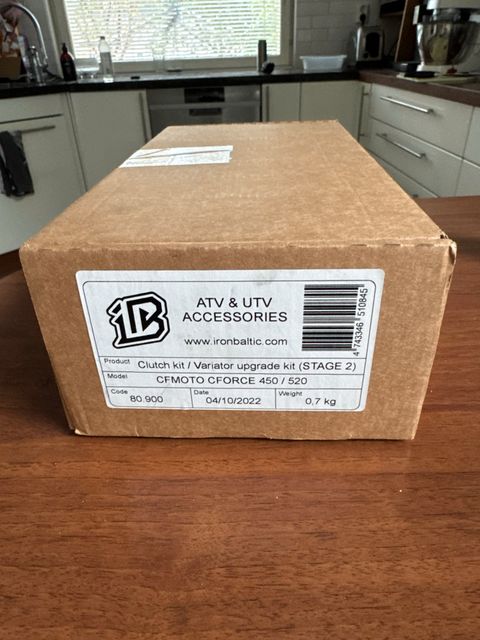 IB
ATV & UTV
ACCESSORIES
www.ironbaltic.com
4 743346 510845
Product Clutch kit / Variator upgrade kit (STAGE 2)
Model CFMOTO CFORCE 450 / 520
Code 80.900 Date 04/10/2022 Weight 0,7 kg